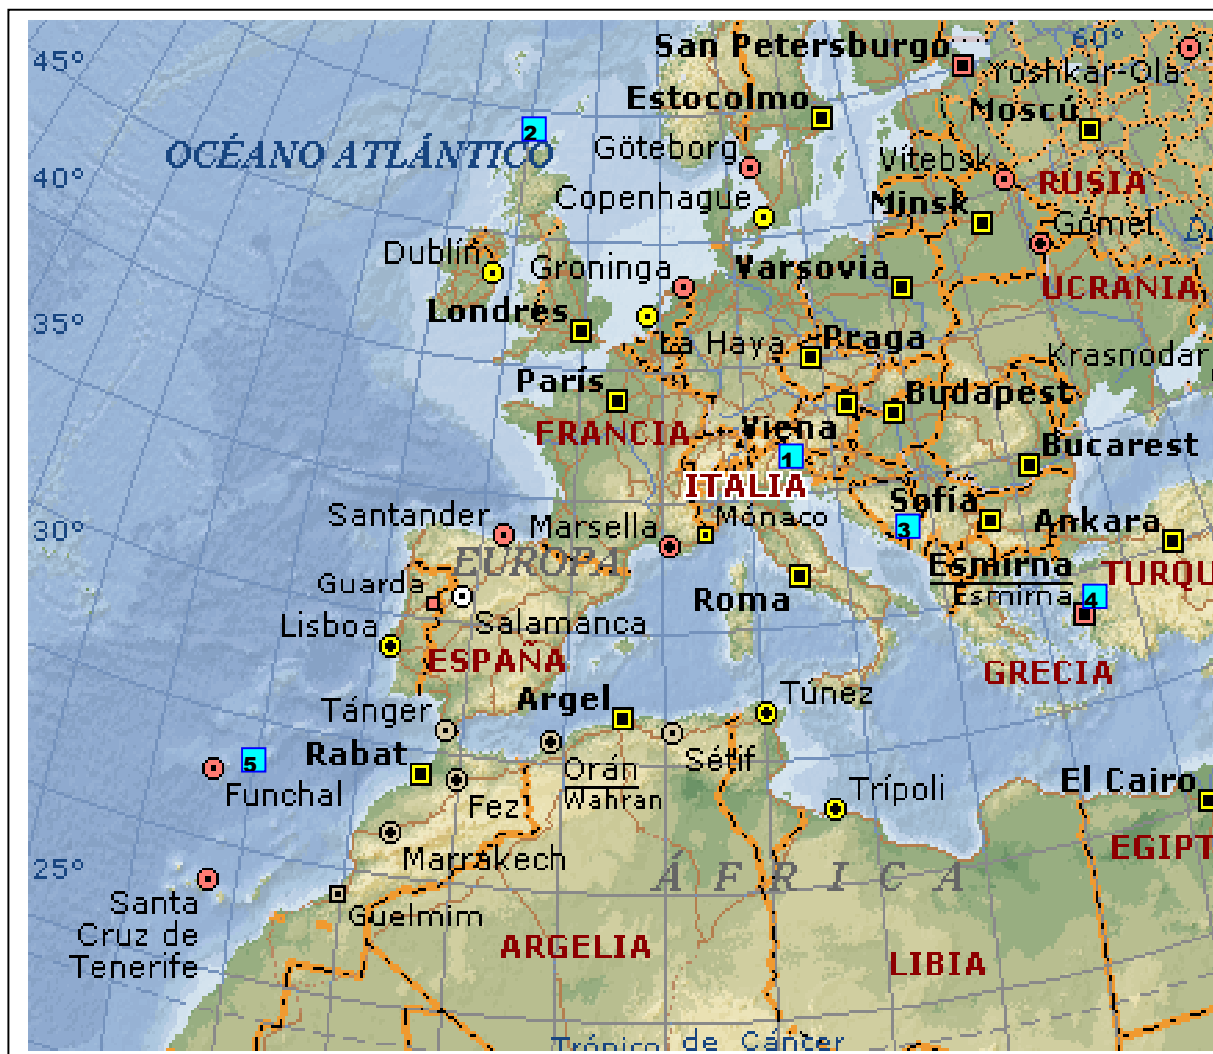 45°
60°
San Petersburgo
Yoshkar-Ola
Estocolmo
Moscú
2
OCÉANO ATLÁNTICO
Göteborg
Vítebsk
40°
RUSIA
Copenhague
Minsk
Gómel
Dublín
Groninga
Varsovia
UCRANIA
Londres
35°
La Haya
Praga
Krasnodar
París
Budapest
FRANCIA
Viena
1
Bucarest
ITALIA
Sofía
Santander
Marsella
Mónaco
3
Ankara
30°
EUROPA
Esmirna
TURQU
Guarda
Esmirna
4
Roma
Lisboa
Salamanca
ESPAÑA
GRECIA
Argel
Túnez
Tánger
Rabat
5
Orán
Sétif
Wahran
Funchal
Fez
Trípoli
El Cairo
Marrakech
EGIPT
25°
ÁFRICA
Santa
Cruz de
Tenerife
Guelmim
ARGELIA
LIBIA
Trópico de Cáncer